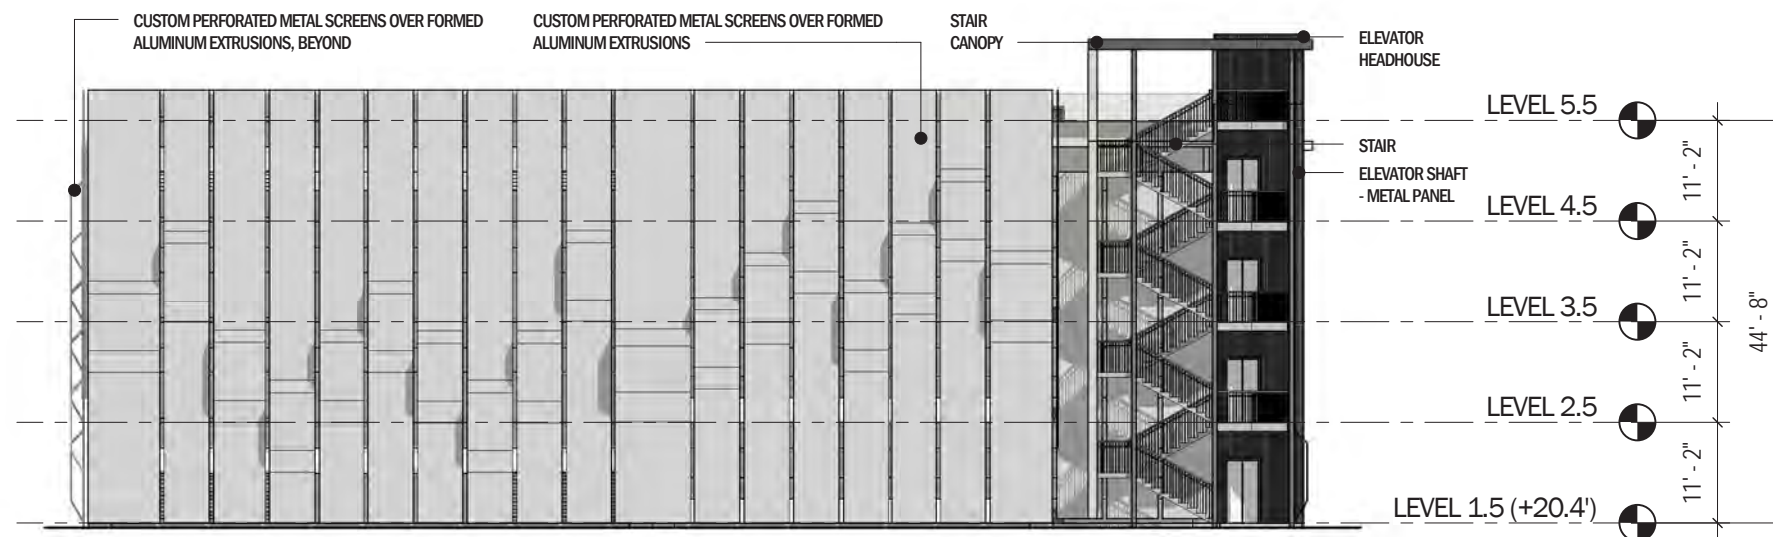 CUSTOM PERFORATED METAL SCREENS OVER FORMED
ALUMINUM EXTRUSIONS, BEYOND
CUSTOM PERFORATED METAL SCREENS OVER FORMED
ALUMINUM EXTRUSIONS
STAIR
CANOPY
ELEVATOR
HEADHOUSE
STAIR
ELEVATOR SHAFT
- METAL PANEL
LEVEL 5.5
11' - 2"
LEVEL 4.5
11' - 2"
LEVEL 3.5
44' - 8"
11' - 2"
LEVEL 2.5
11' - 2"
LEVEL 1.5 (+20.4')